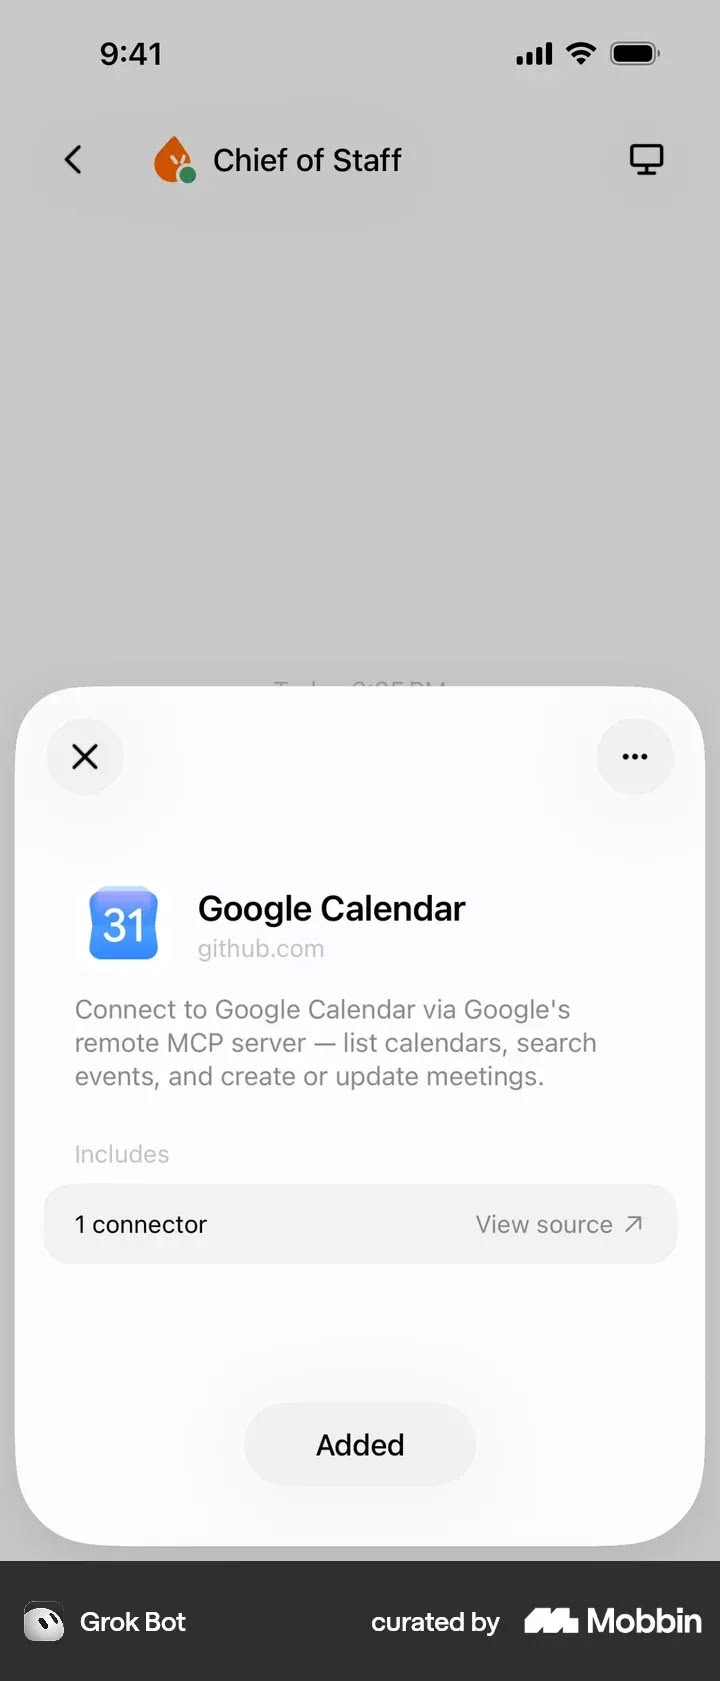 9:41
Chief of Staff
Google Calendar
31
github.com
Connect to Google Calendar via Google's
remote MCP server — list calendars, search
events, and create or update meetings.
Includes
1 connector
View source
Added
Grok Bot
curated by
Mobbin